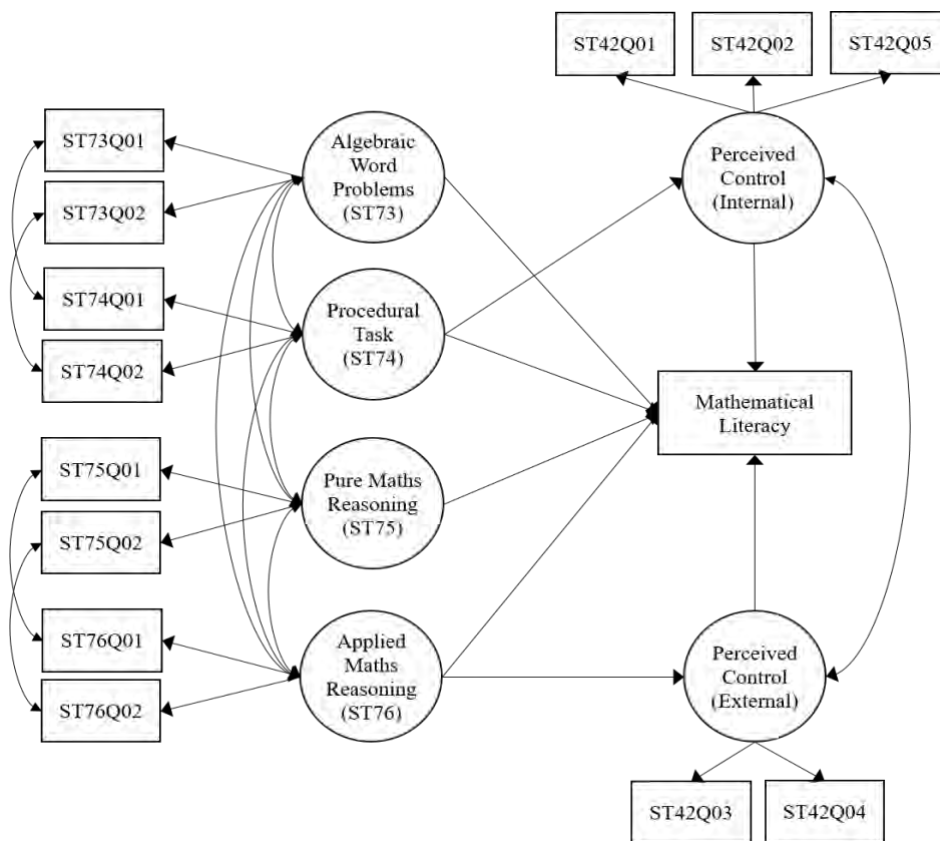 ST42Q01
ST42Q02
ST42Q05
ST73Q01
ST73Q02
ST74Q01
ST74Q02
ST75Q01
ST75Q02
ST76Q01
ST76Q02
Algebraic
Word
Problems
(ST73)
Procedural
Task
(ST74)
Pure Maths
Reasoning
(ST75)
Applied
Maths
Reasoning
(ST76)
Perceived
Control
(Internal)
Mathematical
Literacy
Perceived
Control
(External)
ST42Q03
ST42Q04